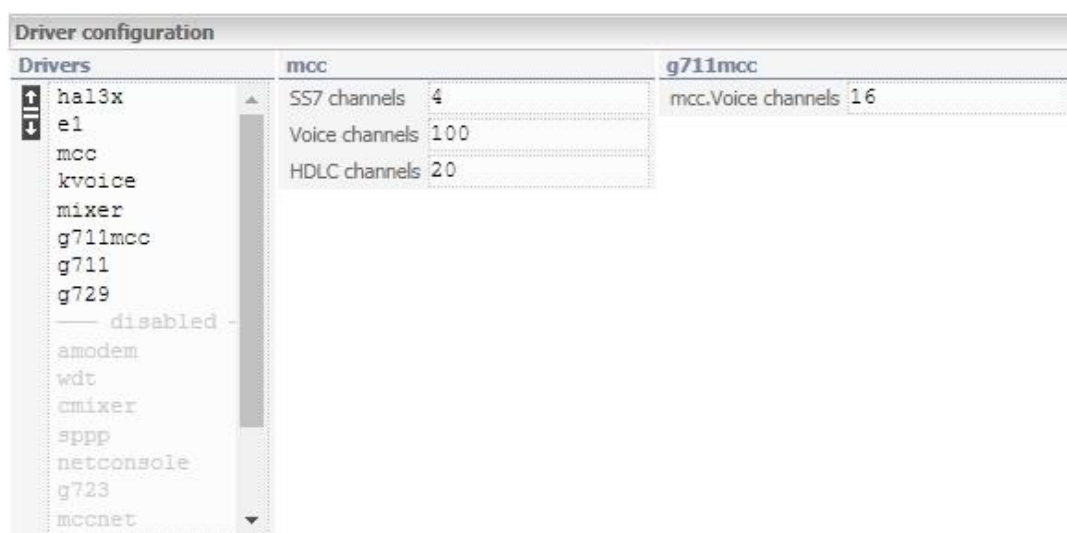 Driver configuration
Drivers
hal3x
e1
mcc
kvoice
mixer
g711mcc
g711
g729
—— disabled -
amodem
wdt
cmixer
sppp
netconsole
g723
mccnet
mcc
SS7 channels 4
Voice channels 100
HDLC channels 20
g711mcc
mcc.Voice channels 16